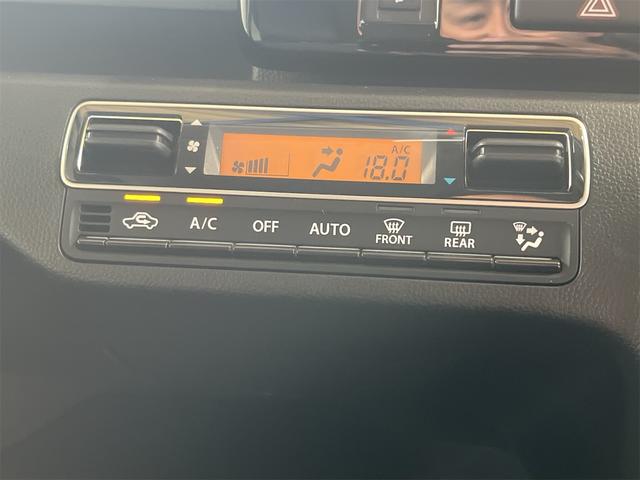 A/C
18.0
A/C OFF AUTO FRONT REAR